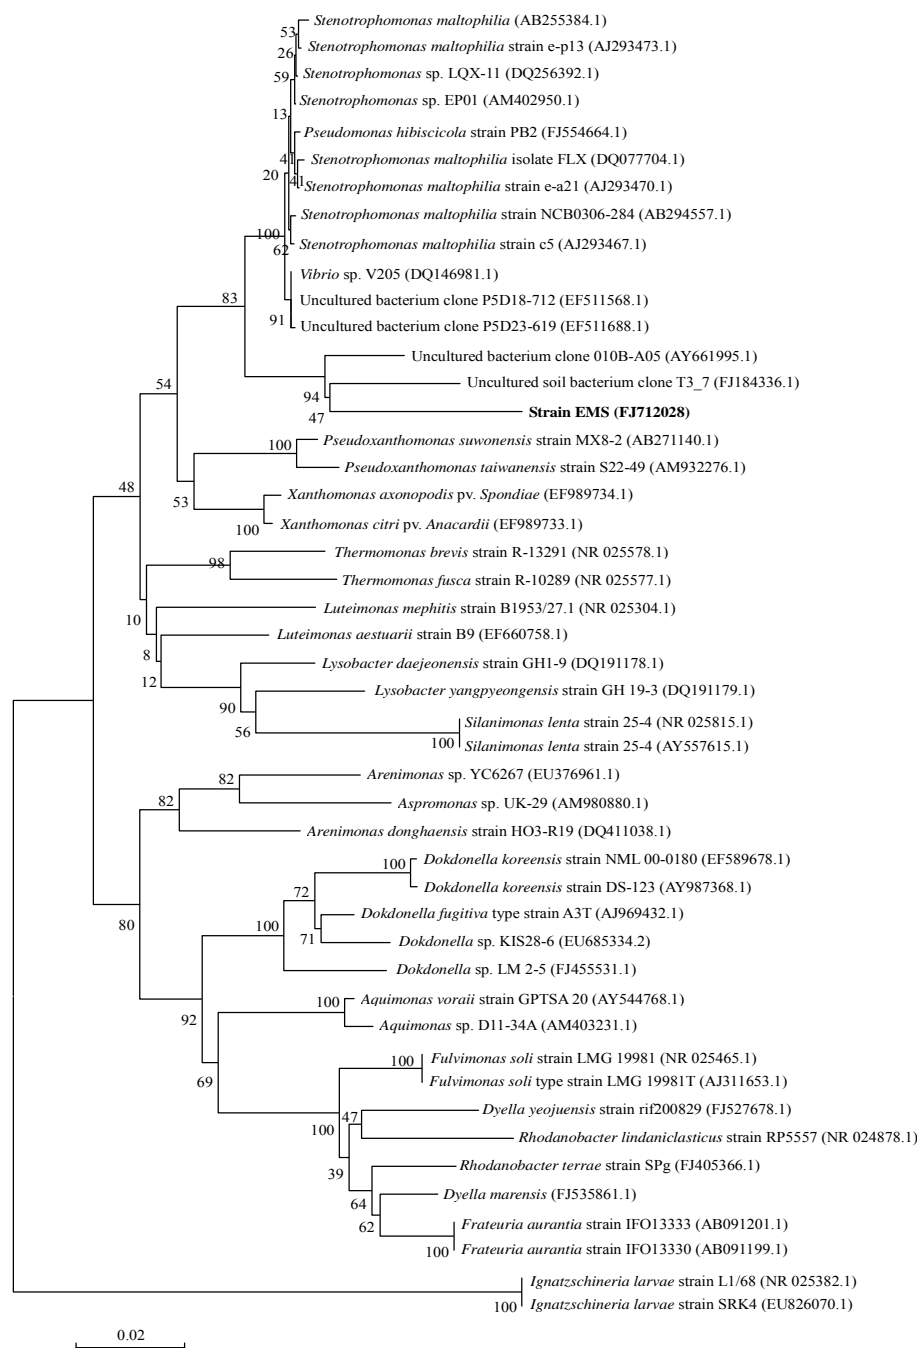 Stenotrophomonas maltophilia (AB255384.1)
53
Stenotrophomonas maltophilia strain e-p13 (AJ293473.1)
26
Stenotrophomonas sp. LQX-11 (DQ256392.1)
59
Stenotrophomonas sp. EP01 (AM402950.1)
13
Pseudomonas hibiscicola strain PB2 (FJ554664.1)
41
Stenotrophomonas maltophilia isolate FLX (DQ077704.1)
20
41
Stenotrophomonas maltophilia strain e-a21 (AJ293470.1)
Stenotrophomonas maltophilia strain NCB0306-284 (AB294557.1)
100
62
Stenotrophomonas maltophilia strain c5 (AJ293467.1)
Vibrio sp. V205 (DQ146981.1)
83
Uncultured bacterium clone P5D18-712 (EF511568.1)
91
Uncultured bacterium clone P5D23-619 (EF511688.1)
Uncultured bacterium clone 010B-A05 (AY661995.1)
54
Uncultured soil bacterium clone T3_7 (FJ184336.1)
94
47
Strain EMS (FJ712028)
100
Pseudoxanthomonas suwonensis strain MX8-2 (AB271140.1)
Pseudoxanthomonas taiwanensis strain S22-49 (AM932276.1)
48
53
Xanthomonas axonopodis pv. Spondiae (EF989734.1)
100
Xanthomonas citri pv. Anacardii (EF989733.1)
Thermomonas brevis strain R-13291 (NR 025578.1)
98
Thermomonas fusca strain R-10289 (NR 025577.1)
10
Luteimonas mephitis strain B1953/27.1 (NR 025304.1)
Luteimonas aestuarii strain B9 (EF660758.1)
8
Lysobacter daejeonensis strain GH1-9 (DQ191178.1)
12
Lysobacter yangpyeongensis strain GH 19-3 (DQ191179.1)
90
56
Silanimonas lenta strain 25-4 (NR 025815.1)
100
Silanimonas lenta strain 25-4 (AY557615.1)
82
Arenimonas sp. YC6267 (EU376961.1)
82
Aspromonas sp. UK-29 (AM980880.1)
Arenimonas donghaensis strain HO3-R19 (DQ411038.1)
100
Dokdonella koreensis strain NML 00-0180 (EF589678.1)
72
Dokdonella koreensis strain DS-123 (AY987368.1)
80
100
Dokdonella fugitiva type strain A3T (AJ969432.1)
71
Dokdonella sp. KIS28-6 (EU685334.2)
Dokdonella sp. LM 2-5 (FJ455531.1)
92
100
Aquimonas voraii strain GPTSA 20 (AY544768.1)
Aquimonas sp. D11-34A (AM403231.1)
69
100
Fulvimonas soli strain LMG 19981 (NR 025465.1)
Fulvimonas soli type strain LMG 19981T (AJ311653.1)
47
Dyella yeojuensis strain rif200829 (FJ527678.1)
100
Rhodanobacter lindaniclasticus strain RP5557 (NR 024878.1)
39
Rhodanobacter terrae strain SPg (FJ405366.1)
64
Dyella marensis (FJ535861.1)
62
Frateuria aurantia strain IFO13333 (AB091201.1)
100
Frateuria aurantia strain IFO13330 (AB091199.1)
Ignatzschineria larvae strain L1/68 (NR 025382.1)
100
Ignatzschineria larvae strain SRK4 (EU826070.1)
0.02